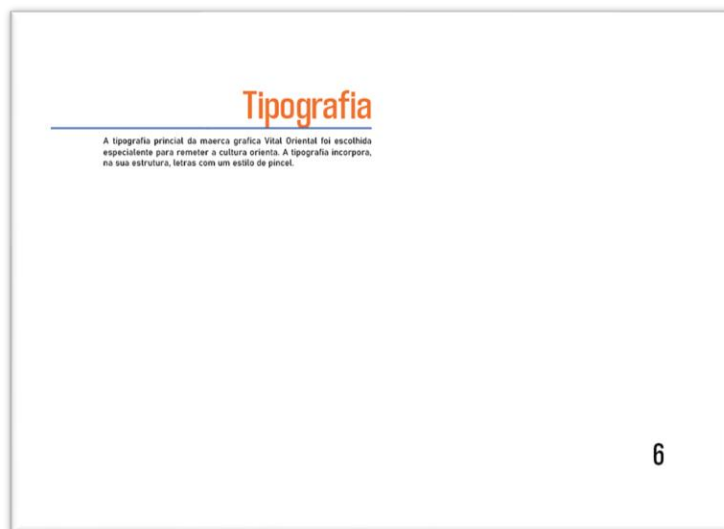 Tipografia
A tipografia princial da maerca grafica Vital Oriental foi escolhida
especialente para remeter a cultura orienta. A tipografia incorpora,
na sua estrutura, letras com um estilo de pincel.
6